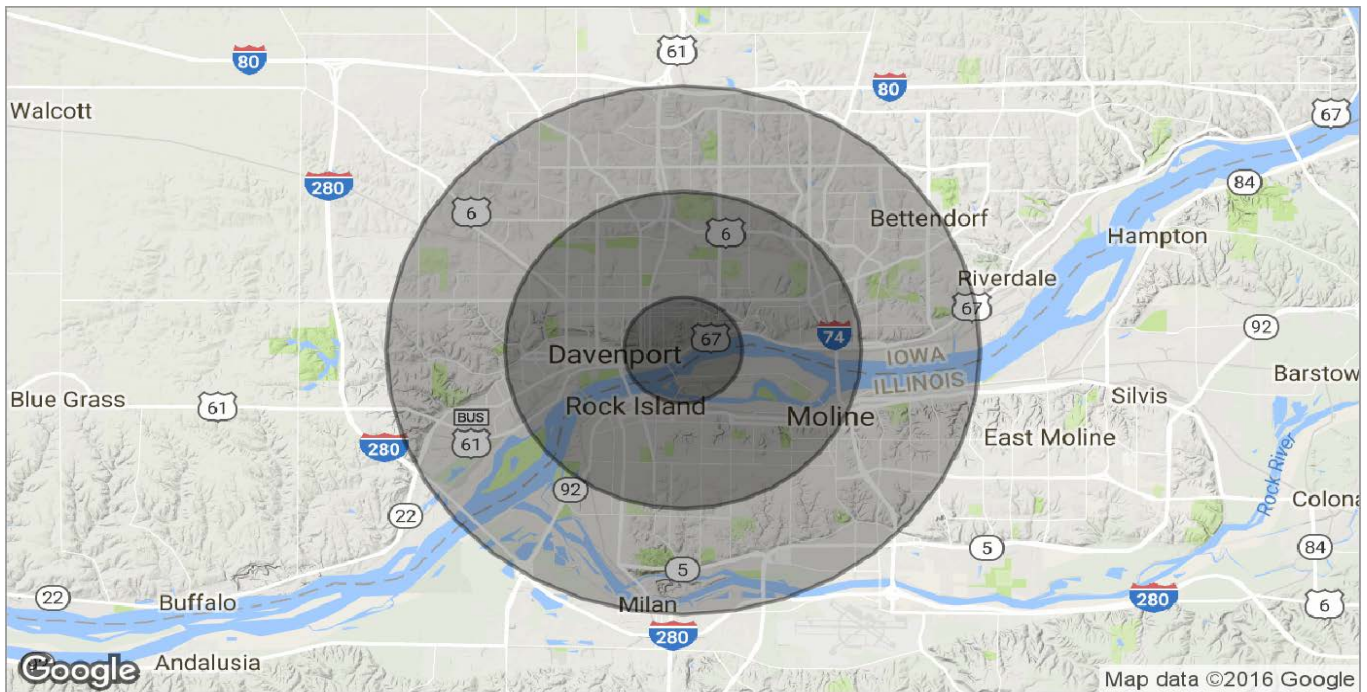 61
80
80
Walcott
67
280
84
6
Bettendorf
6
Hampton
Riverdale
67
67
74
92
Davenport
IOWA
ILLINOIS
Barstow
Blue Grass
61
Rock Island
Moline
Silvis
BUS
61
280
East Moline
Rock River
92
Colona
22
5
84
5
22
Buffalo
Milan
280
6
280
Andalusia
Google
Map data ©2016 Google